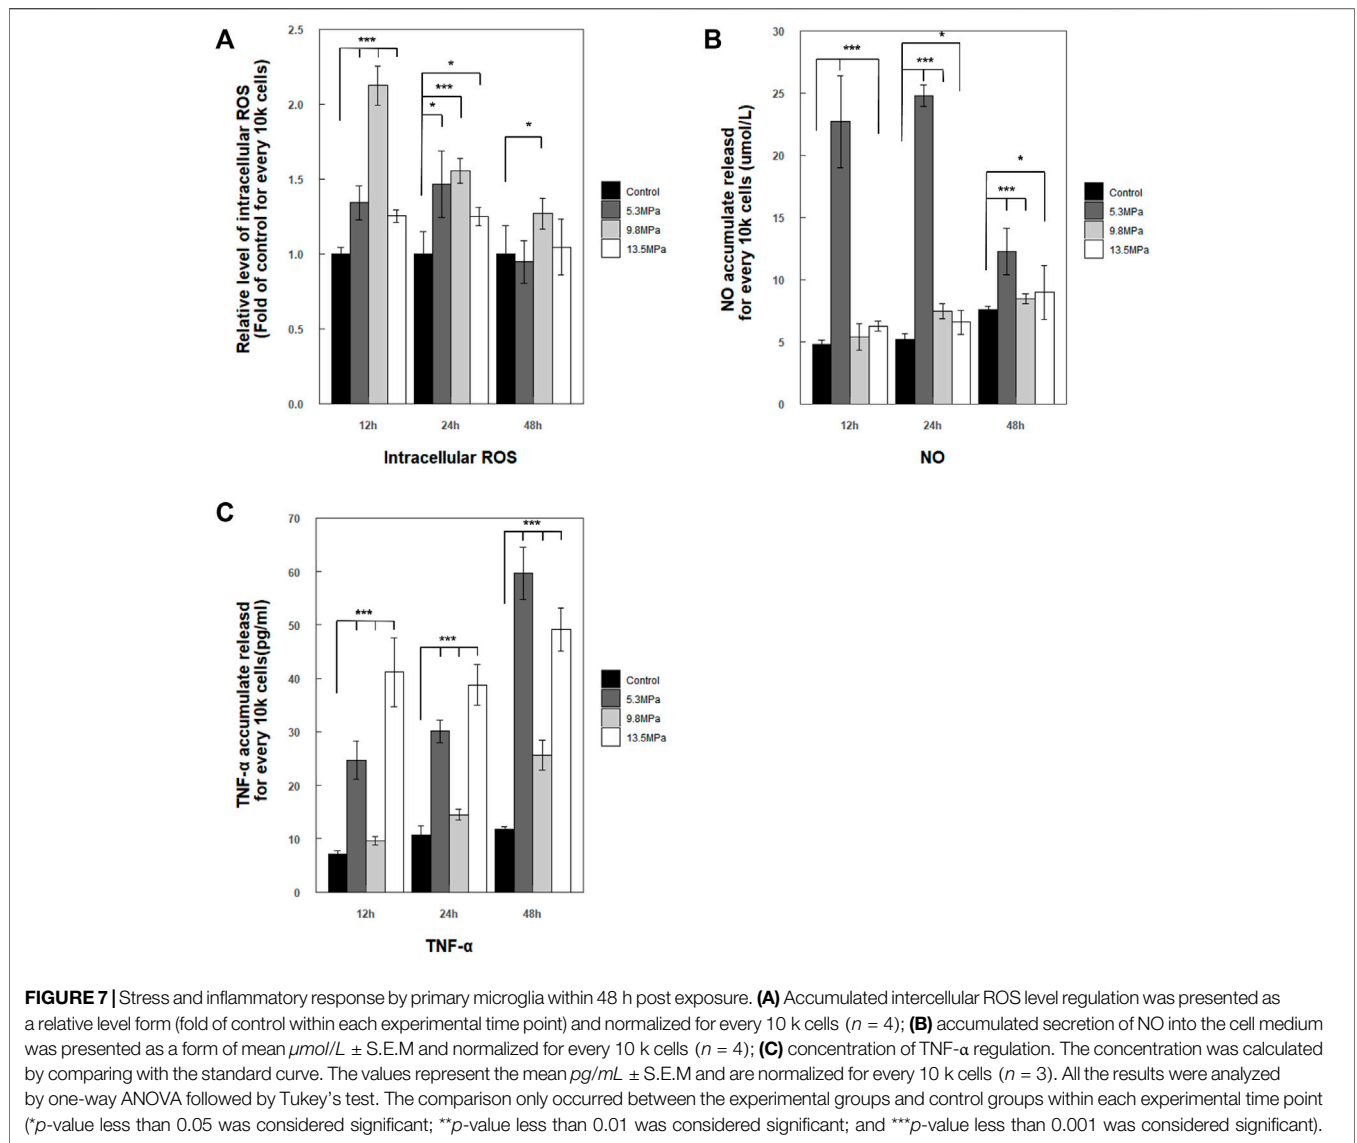 A
Relative level of intracellular ROS
(Fold of control for every 10k cells)
2.5
2.0
1.5
1.0
0.5
0.0
***
*
***
*
*
12h
24h
48h
Intracellular ROS
Control
5.3MPa
9.8MPa
13.5MPa
B
NO accumulate releasd
for every 10k cells (umol/L)
30
25
20
15
10
5
0
***
*
***
*
***
12h
24h
48h
NO
Control
5.3MPa
9.8MPa
13.5MPa
C
TNF-α accumulate releasd
for every 10k cells(pg/ml)
70
60
50
40
30
20
10
0
***
***
***
12h
24h
48h
TNF-α
Control
5.3MPa
9.8MPa
13.5MPa
FIGURE 7 | Stress and inflammatory response by primary microglia within 48 h post exposure. (A) Accumulated intercellular ROS level regulation was presented as
a relative level form (fold of control within each experimental time point) and normalized for every 10 k cells (n = 4); (B) accumulated secretion of NO into the cell medium
was presented as a form of mean μmol/L ± S.E.M and normalized for every 10 k cells (n = 4); (C) concentration of TNF-α regulation. The concentration was calculated
by comparing with the standard curve. The values represent the mean pg/mL ± S.E.M and are normalized for every 10 k cells (n = 3). All the results were analyzed
by one-way ANOVA followed by Tukey's test. The comparison only occurred between the experimental groups and control groups within each experimental time point
(*p-value less than 0.05 was considered significant; **p-value less than 0.01 was considered significant; and ***p-value less than 0.001 was considered significant).